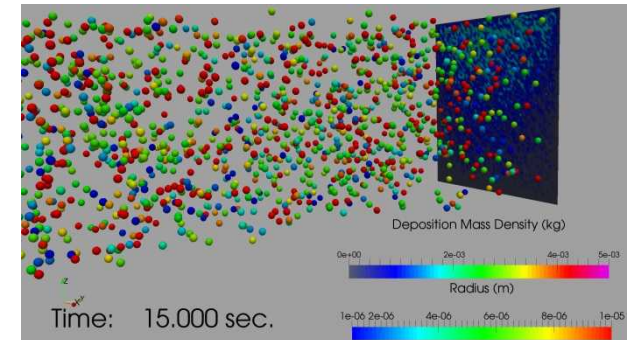 Deposition Mass Density (kg)
0e+00 2e-03 4e-03 5e-03
Radius (m)
1e-06 2e-06 4e-06 6e-06 8e-06 1e-05
Z
X Y
Time: 15.000 sec.